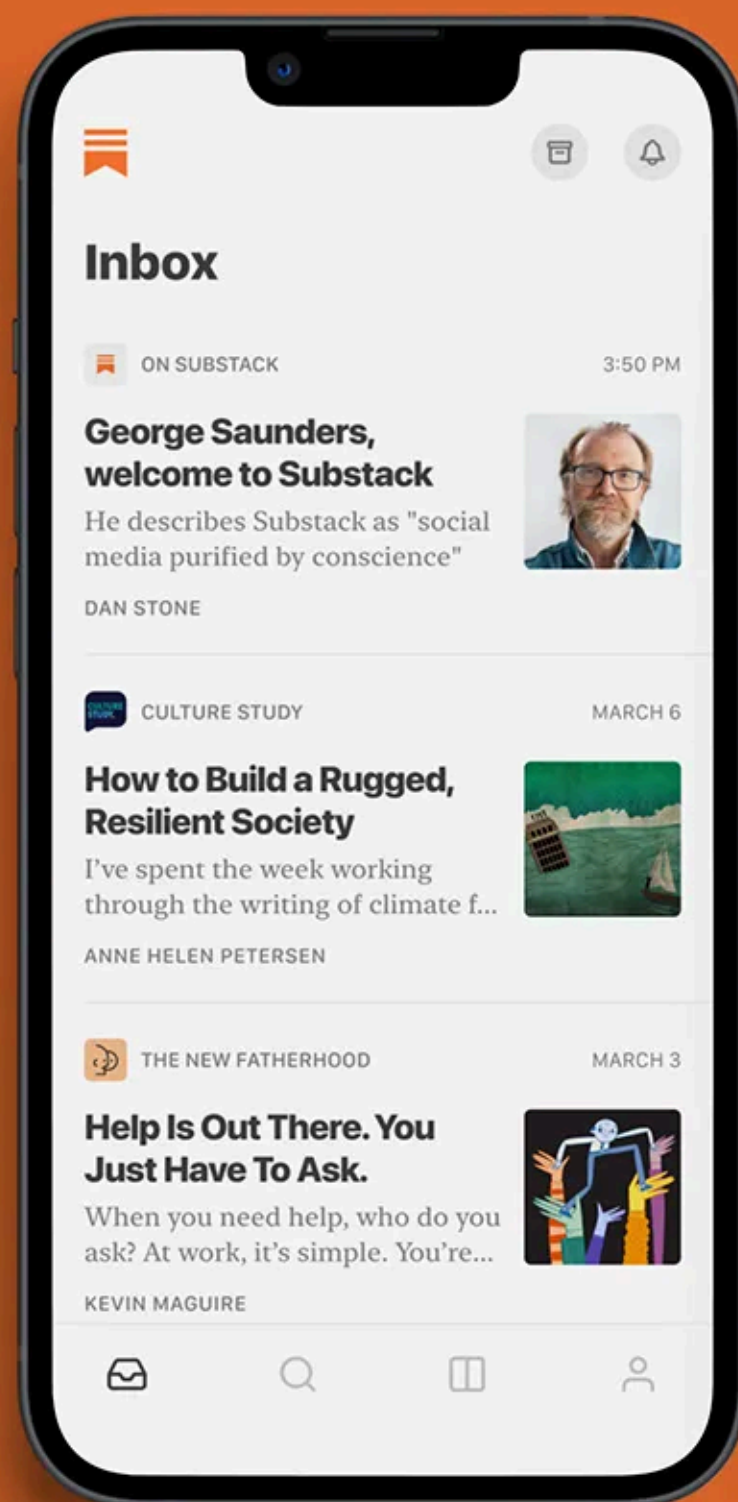 Inbox
ON SUBSTACK
3:50 PM
George Saunders,
welcome to Substack
He describes Substack as "social
media purified by conscience"
DAN STONE
CULTURE STUDY
CULTURE STUDY
MARCH 6
How to Build a Rugged,
Resilient Society
I’ve spent the week working
through the writing of climate f...
ANNE HELEN PETERSEN
THE NEW FATHERHOOD
MARCH 3
Help Is Out There. You
Just Have To Ask.
When you need help, who do you
ask? At work, it’s simple. You’re...
KEVIN MAGUIRE